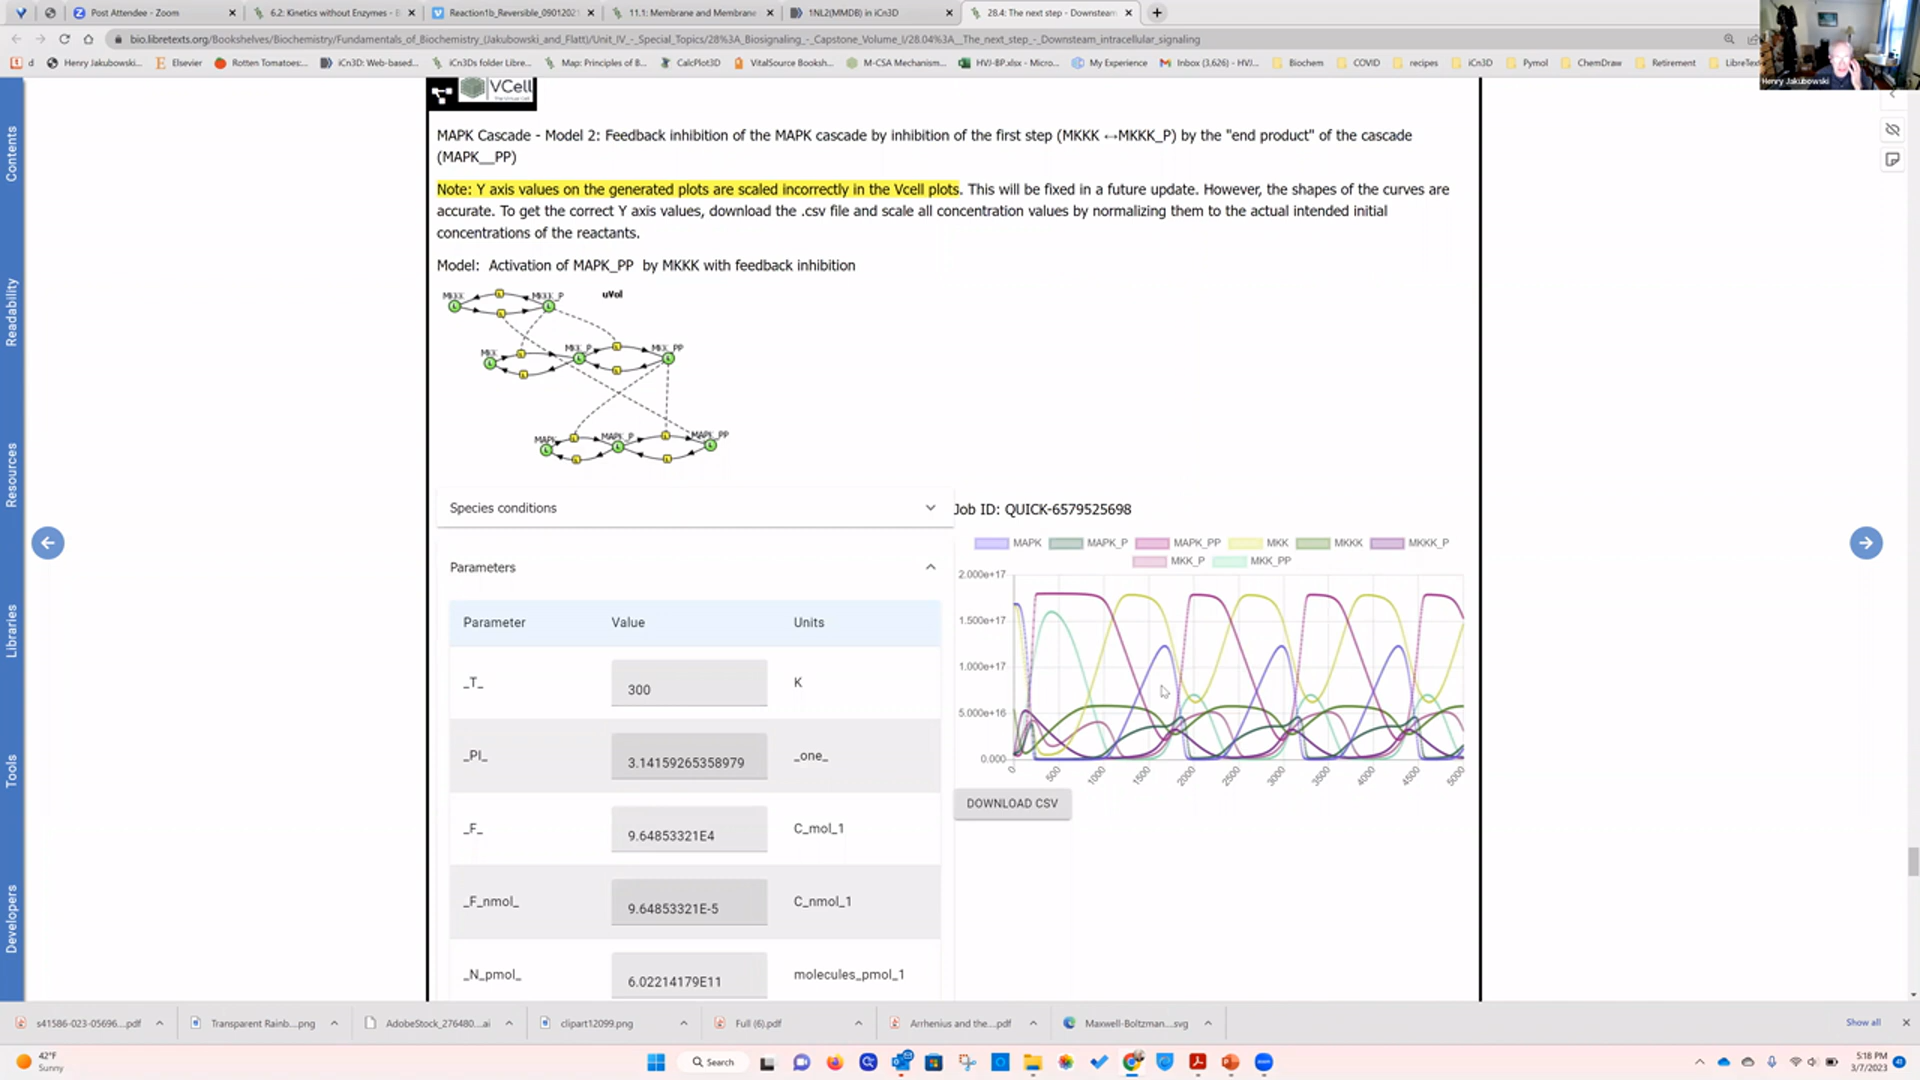 Post Attendee - Zoom
6.2: Kinetics without Enzymes - B
Reaction1b_Reversible_09012021
11.1: Membrane and Membrane
1NL2(MMDB) in iCn3D
28.4: The next step - Downsteam
bio.libretexts.org/Bookshelves/Biochemistry/Fundamentals_of_Biochemistry_(Jakubowski_and_Flatt)/Unit_IV_-_Special_Topics/28%3A_Biosignaling_-_Capstone_Volume_I/28.04%3A__The_next_step_-_Downsteam_intracellular_signaling
d Henry Jakubowski... Elsevier Rotten Tomatoes:... iCn3D: Web-based... iCn3Ds folder Libre... Map: Principles of B... CalcPlot3D VitalSource Booksh... M-CSA Mechanism... HVJ-BP.xlsx - Micro... My Experience Inbox (3,626) - HVJ... Biochem COVID recipes iCn3D Pymol ChemDraw Retirement LibreTex
Henry Jakubowski
Contents
Readability
Resources
Libraries
Tools
Developers
VCell
The Virtual Cell
MAPK Cascade - Model 2: Feedback inhibition of the MAPK cascade by inhibition of the first step (MKKK ↔MKKK_P) by the "end product" of the cascade
(MAPK__PP)
Note: Y axis values on the generated plots are scaled incorrectly in the Vcell plots. This will be fixed in a future update. However, the shapes of the curves are
accurate. To get the correct Y axis values, download the .csv file and scale all concentration values by normalizing them to the actual intended initial
concentrations of the reactants.
Model: Activation of MAPK_PP by MKKK with feedback inhibition
MKKK MKKK_P uVol
MKK MKK_P MKK_PP
MAPK MAPK_P MAPK_PP
Species conditions
Parameters
Parameter Value Units
_T_ 300 K
_PI_ 3.14159265358979 _one_
_F_ 9.64853321E4 C_mol_1
_F_nmol_ 9.64853321E-5 C_nmol_1
_N_pmol_ 6.02214179E11 molecules_pmol_1
Job ID: QUICK-6579525698
MAPK MAPK_P MAPK_PP MKK MKKK MKKK_P
MKK_P MKK_PP
2.000e+17
1.500e+17
1.000e+17
5.000e+16
0.000
0 500 1000 1500 2000 2500 3000 3500 4000 4500 5000
DOWNLOAD CSV
s41586-023-05696....pdf Transparent Rainb....png AdobeStock_276480....ai clipart12099.png Full (6).pdf Arrhenius and the....pdf Maxwell-Boltzman....svg Show all
42°F
Sunny
Search
5:18 PM
3/7/2023